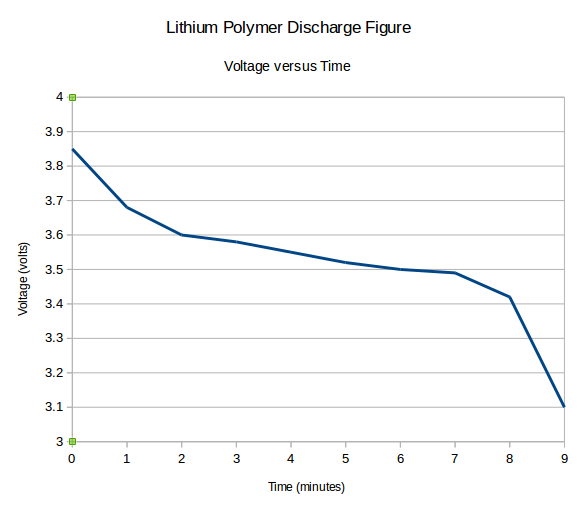 Lithium Polymer Discharge Figure
Voltage versus Time
4
3.9
3.8
3.7
3.6
3.5
3.4
3.3
3.2
3.1
3
Voltage (volts)
0 1 2 3 4 5 6 7 8 9
Time (minutes)